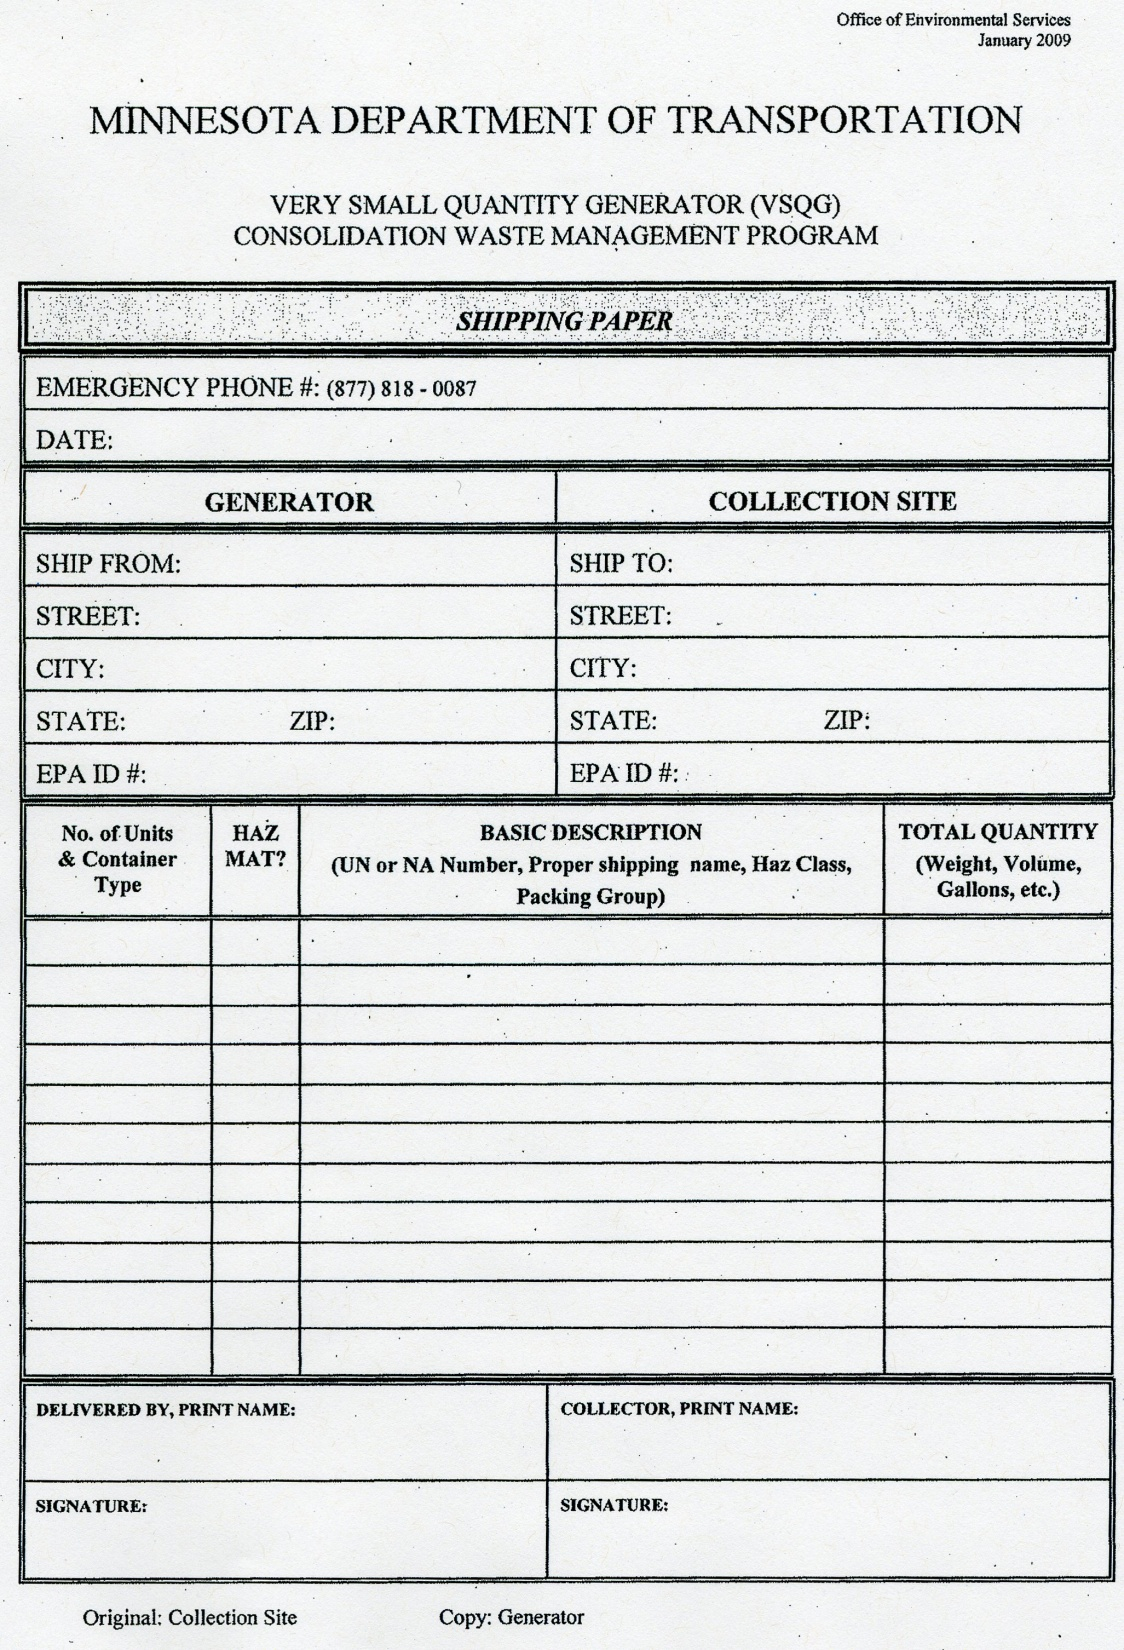 Office of Environmental Services
January 2009
MINNESOTA DEPARTMENT OF TRANSPORTATION
VERY SMALL QUANTITY GENERATOR (VSQG)
CONSOLIDATION WASTE MANAGEMENT PROGRAM
SHIPPING PAPER
EMERGENCY PHONE #: (877) 818 - 0087
DATE:
GENERATOR
COLLECTION SITE
SHIP FROM:
SHIP TO:
STREET:
STREET:
CITY:
CITY:
STATE: ZIP:
STATE: ZIP:
EPA ID #:
EPA ID #:
No. of Units
& Container
Type
HAZ
MAT?
BASIC DESCRIPTION
(UN or NA Number, Proper shipping name, Haz Class,
Packing Group)
TOTAL QUANTITY
(Weight, Volume,
Gallons, etc.)
DELIVERED BY, PRINT NAME:
COLLECTOR, PRINT NAME:
SIGNATURE:
SIGNATURE:
Original: Collection Site
Copy: Generator